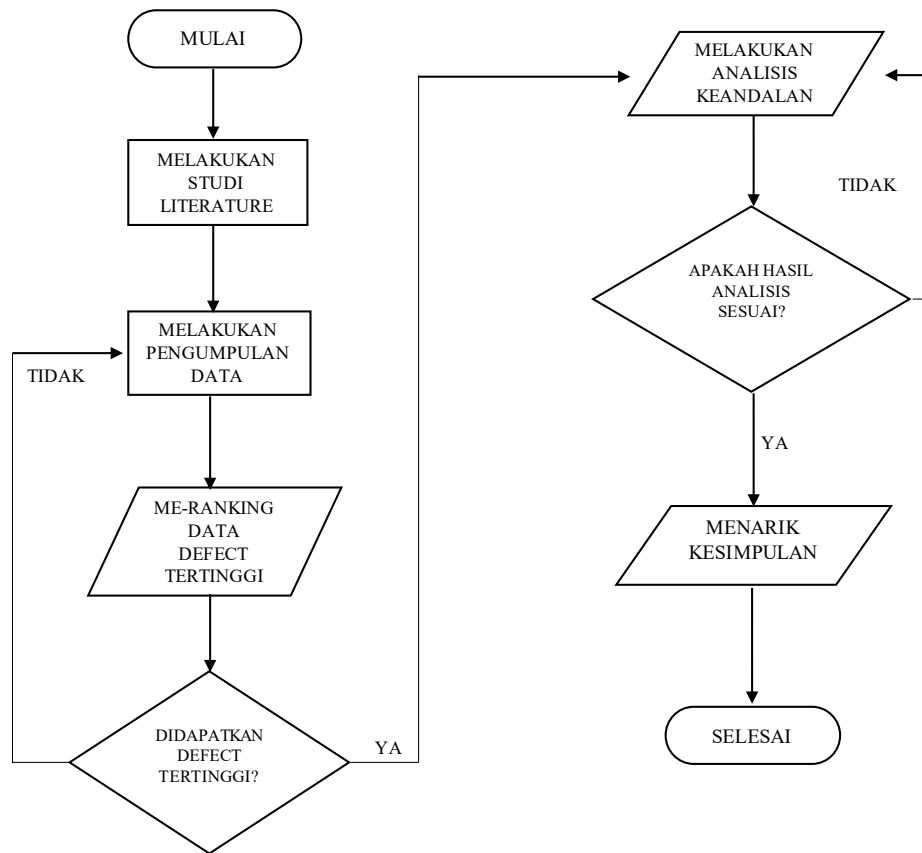 MULAI
MELAKUKAN
STUDI
LITERATURE
MELAKUKAN
PENGUMPULAN
DATA
TIDAK
ME-RANKING
DATA
DEFECT
TERTINGGI
DIDAPATKAN
DEFECT
TERTINGGI?
YA
MELAKUKAN
ANALISIS
KEANDALAN
TIDAK
APAKAH HASIL
ANALISIS
SESUAI?
YA
MENARIK
KESIMPULAN
SELESAI